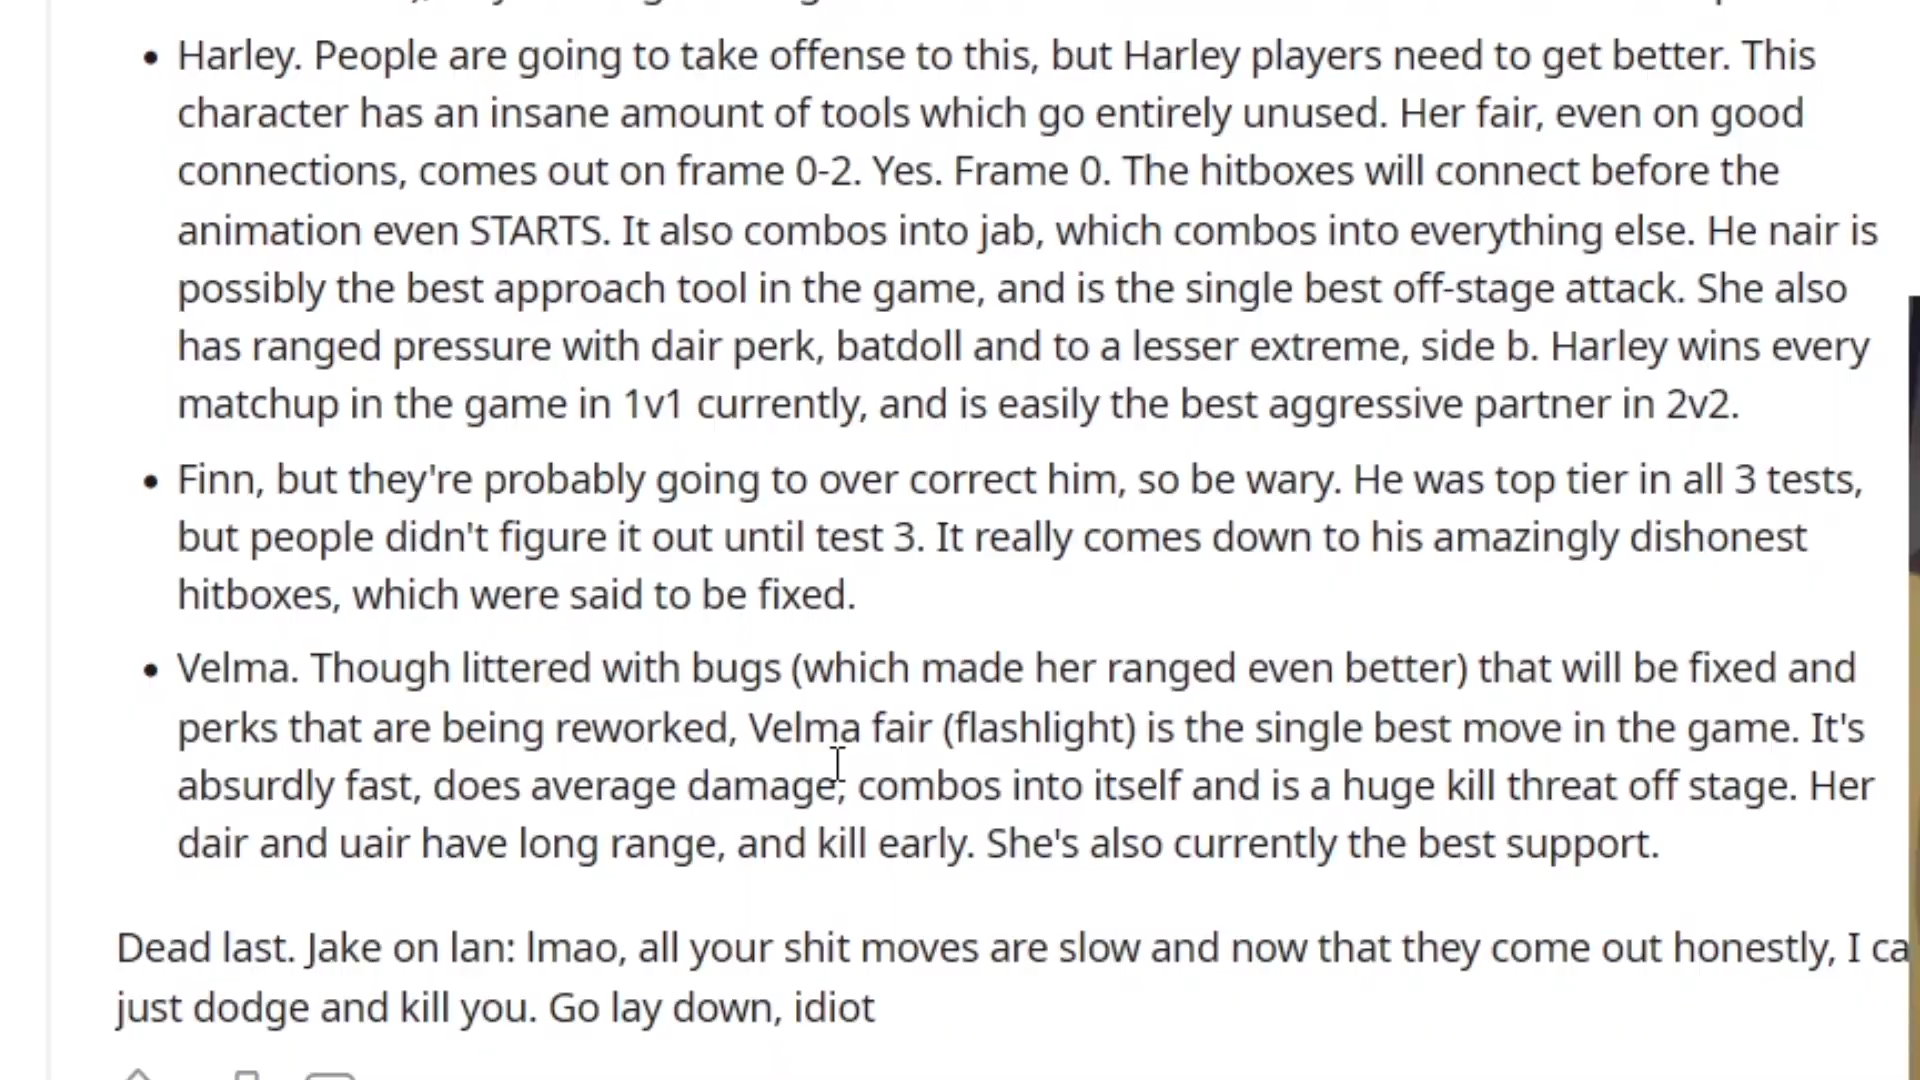 Harley. People are going to take offense to this, but Harley players need to get better. This
character has an insane amount of tools which go entirely unused. Her fair, even on good
connections, comes out on frame 0-2. Yes. Frame 0. The hitboxes will connect before the
animation even STARTS. It also combos into jab, which combos into everything else. He nair is
possibly the best approach tool in the game, and is the single best off-stage attack. She also
has ranged pressure with dair perk, batdoll and to a lesser extreme, side b. Harley wins every
matchup in the game in 1v1 currently, and is easily the best aggressive partner in 2v2.
Finn, but they're probably going to over correct him, so be wary. He was top tier in all 3 tests,
but people didn't figure it out until test 3. It really comes down to his amazingly dishonest
hitboxes, which were said to be fixed.
Velma. Though littered with bugs (which made her ranged even better) that will be fixed and
perks that are being reworked, Velma fair (flashlight) is the single best move in the game. It's
absurdly fast, does average damage, combos into itself and is a huge kill threat off stage. Her
dair and uair have long range, and kill early. She's also currently the best support.
Dead last. Jake on lan: lmao, all your shit moves are slow and now that they come out honestly, I ca
just dodge and kill you. Go lay down, idiot